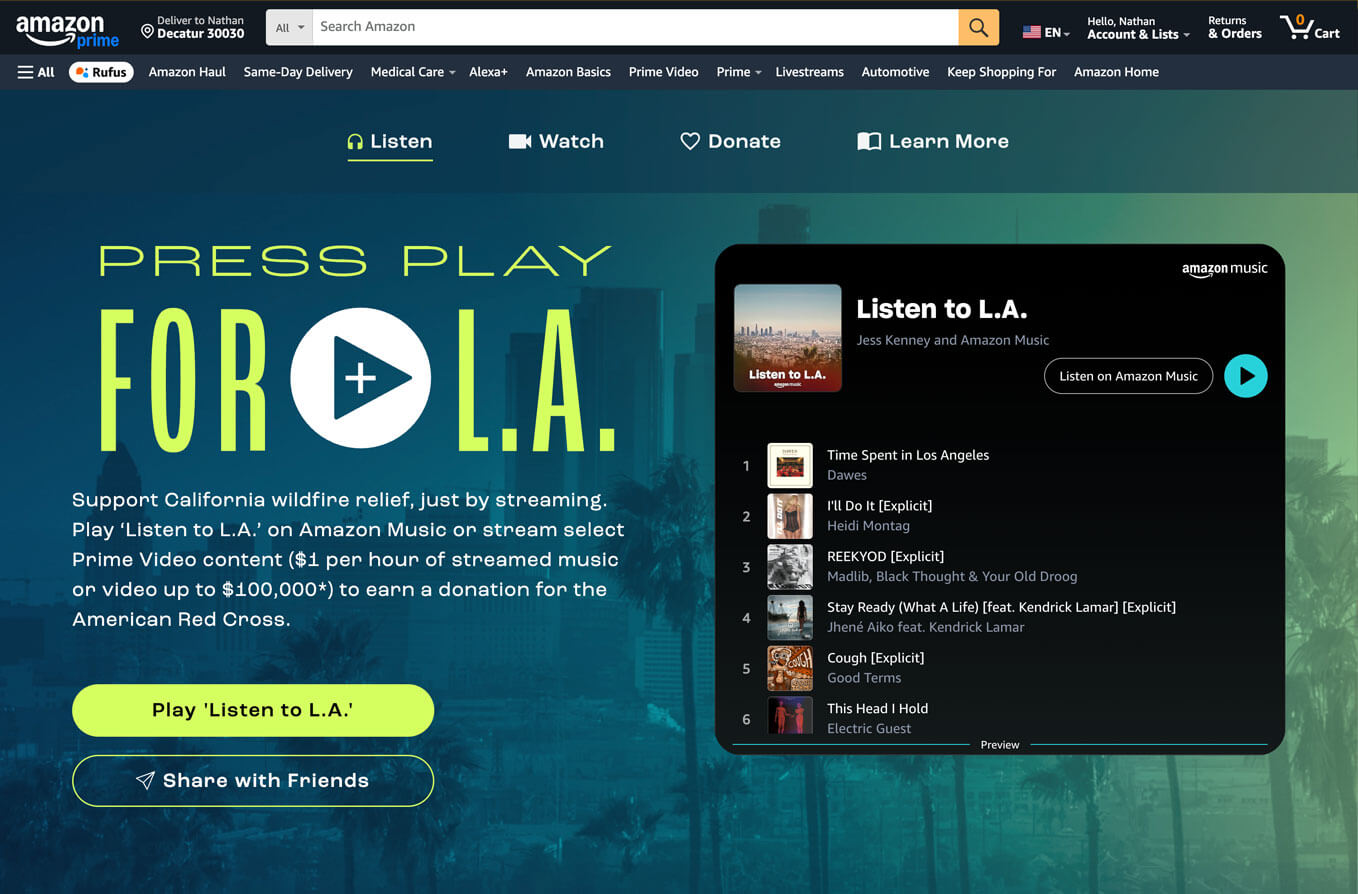 amazon prime
Deliver to Nathan
Decatur 30030
All
Search Amazon
EN
Hello, Nathan
Account & Lists
Returns
& Orders
0
Cart
All
Rufus
Amazon Haul
Same-Day Delivery
Medical Care
Alexa+
Amazon Basics
Prime Video
Prime
Livestreams
Automotive
Keep Shopping For
Amazon Home
Listen
Watch
Donate
Learn More
PRESS PLAY
FOR L.A.
Support California wildfire relief, just by streaming.
Play ‘Listen to L.A.’ on Amazon Music or stream select
Prime Video content ($1 per hour of streamed music
or video up to $100,000*) to earn a donation for the
American Red Cross.
Play 'Listen to L.A.'
Share with Friends
amazon music
Listen to L.A.
amazon music
Listen to L.A.
Jess Kenney and Amazon Music
Listen on Amazon Music
1
Time Spent in Los Angeles
Dawes
2
I'll Do It [Explicit]
Heidi Montag
3
REEKYOD [Explicit]
Madlib, Black Thought & Your Old Droog
4
Stay Ready (What A Life) [feat. Kendrick Lamar] [Explicit]
Jhené Aiko feat. Kendrick Lamar
5
COUGH
Cough [Explicit]
Good Terms
6
This Head I Hold
Electric Guest
Preview